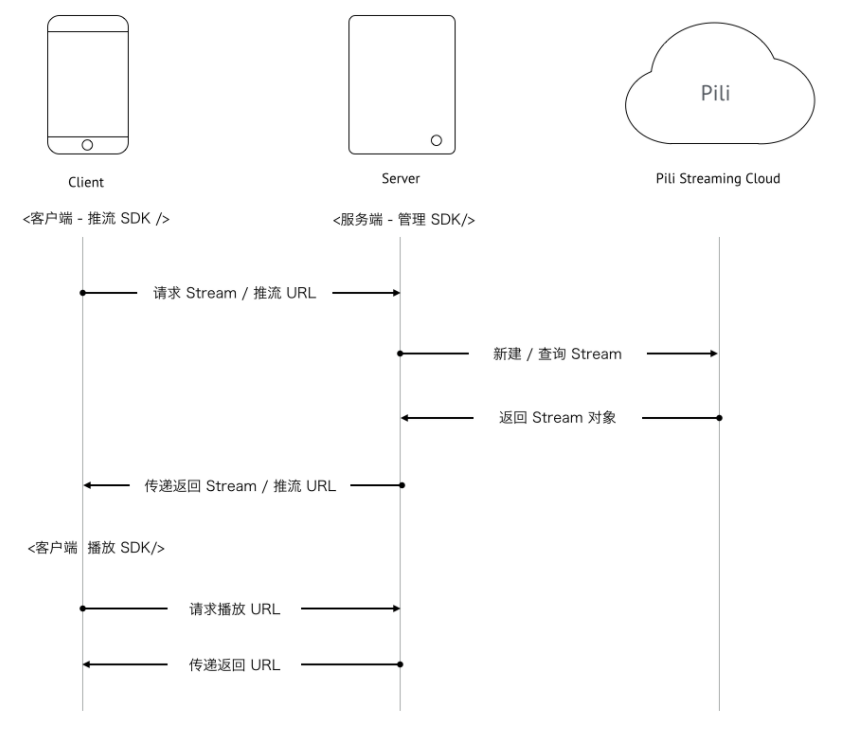 Pili
Client
Server
Pili Streaming Cloud
<客户端 - 推流 SDK />
<服务端 - 管理 SDK/>
请求 Stream / 推流 URL
新建 / 查询 Stream
返回 Stream 对象
传递返回 Stream / 推流 URL
<客户端 播放 SDK/>
请求播放 URL
传递返回 URL